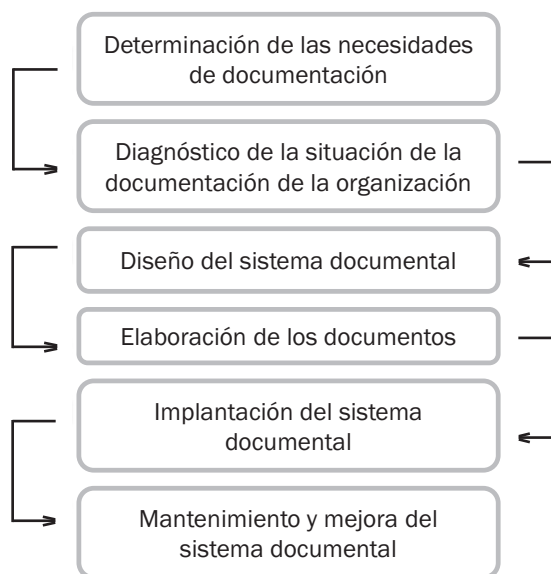 Determinación de las necesidades
de documentación
Diagnóstico de la situación de la
documentación de la organización
Diseño del sistema documental
Elaboración de los documentos
Implantación del sistema
documental
Mantenimiento y mejora del
sistema documental